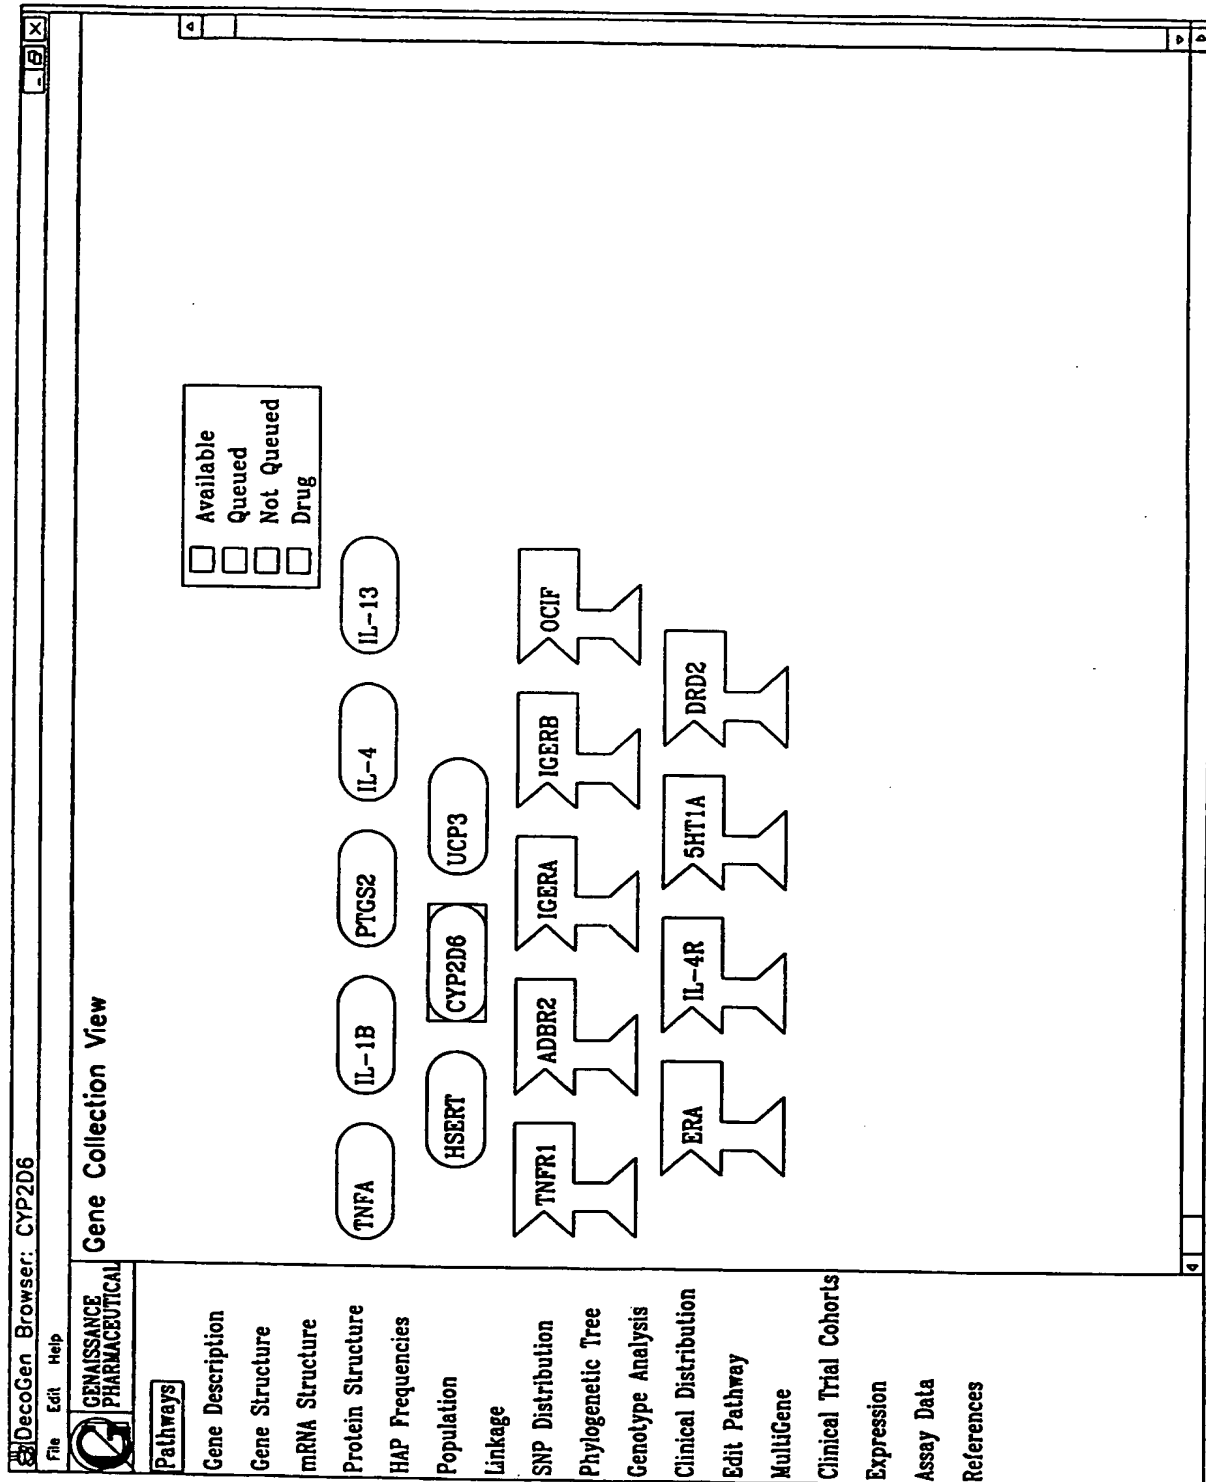 DecoGen Browser: CYP2D6
File Edit Help
GENAISSANCE
PHARMACEUTICAL
Gene Collection View
Pathways
Gene Description
Gene Structure
mRNA Structure
Protein Structure
HAP Frequencies
Population
Linkage
SNP Distribution
Phylogenetic Tree
Genotype Analysis
Clinical Distribution
Edit Pathway
MultiGene
Clinical Trial Cohorts
Expression
Assay Data
References
Available
Queued
Not Queued
Drug
TNFA IL-1B PTGS2 IL-4 IL-13
HSERT CYP2D6 UCP3
TNFR1 ADBR2 IGERA IGERB OCIF
ERA IL-4R 5HT1A DRD2